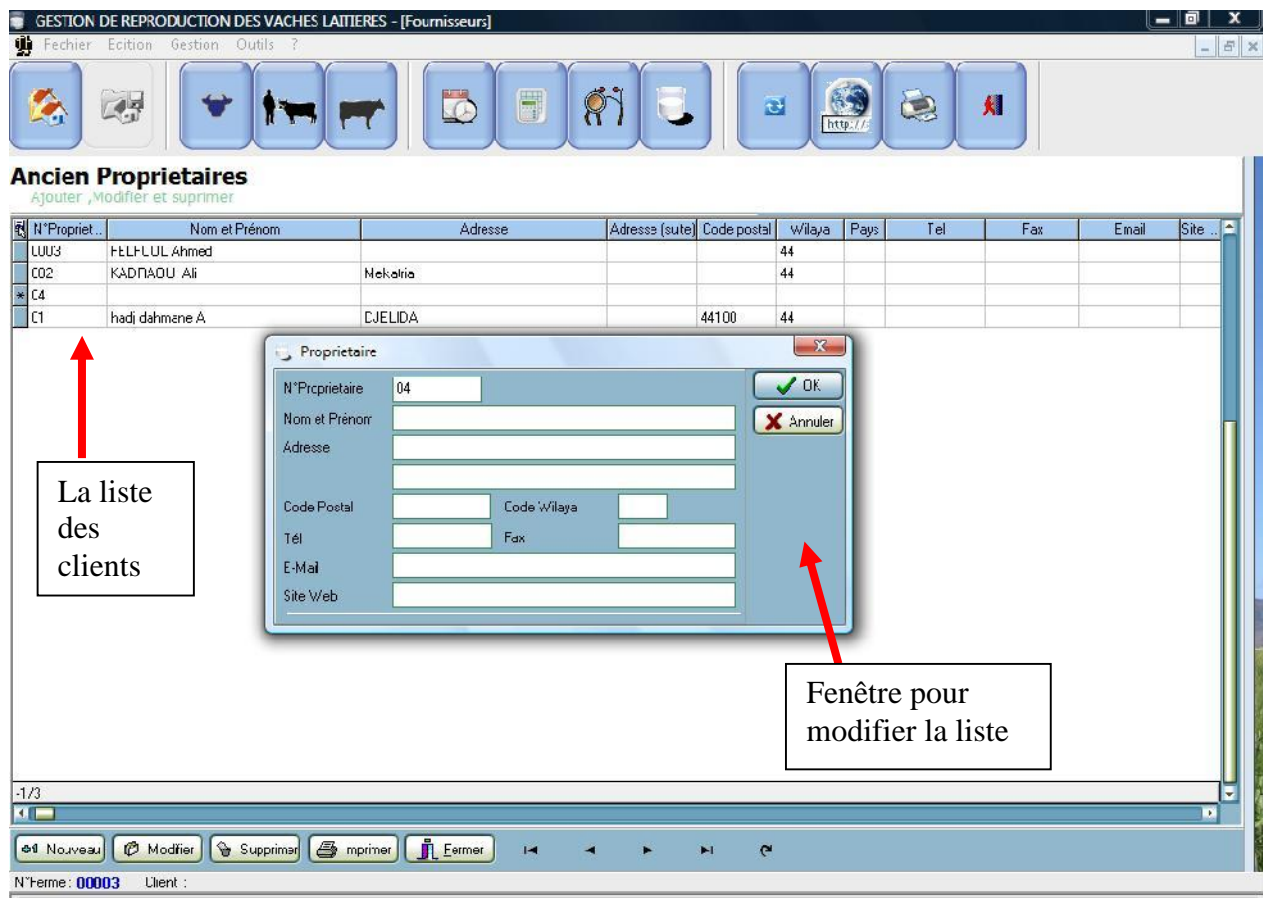 GESTION DE REPRODUCTION DES VACHES LAITIERES - [Fournisseurs]
Fechier Ecition Gestion Outils ?
http://
Ancien Proprietaires
Ajouter ,Modifier et suprimer
N°Propriet.. Nom et Prénom Adresse Adresse (sute) Code postal Wilaya Pays Tel Fax Email Site ..
Ahmed 44
C02 Ali 44
* C4
C1 hadj dahmane A DJELIDA 44100 44
Proprietaire
N°Proprietaire 04 OK
Nom et Prénom Annuler
Adresse
Code Postal Code Wilaya
Tél Fax
E-Mail
Site Web
La liste
des
clients
Fenêtre pour
modifier la liste
-1/3
Nouveau Modifier Supprimer mprimer Fermer
N°Ferme : 00003 Client :